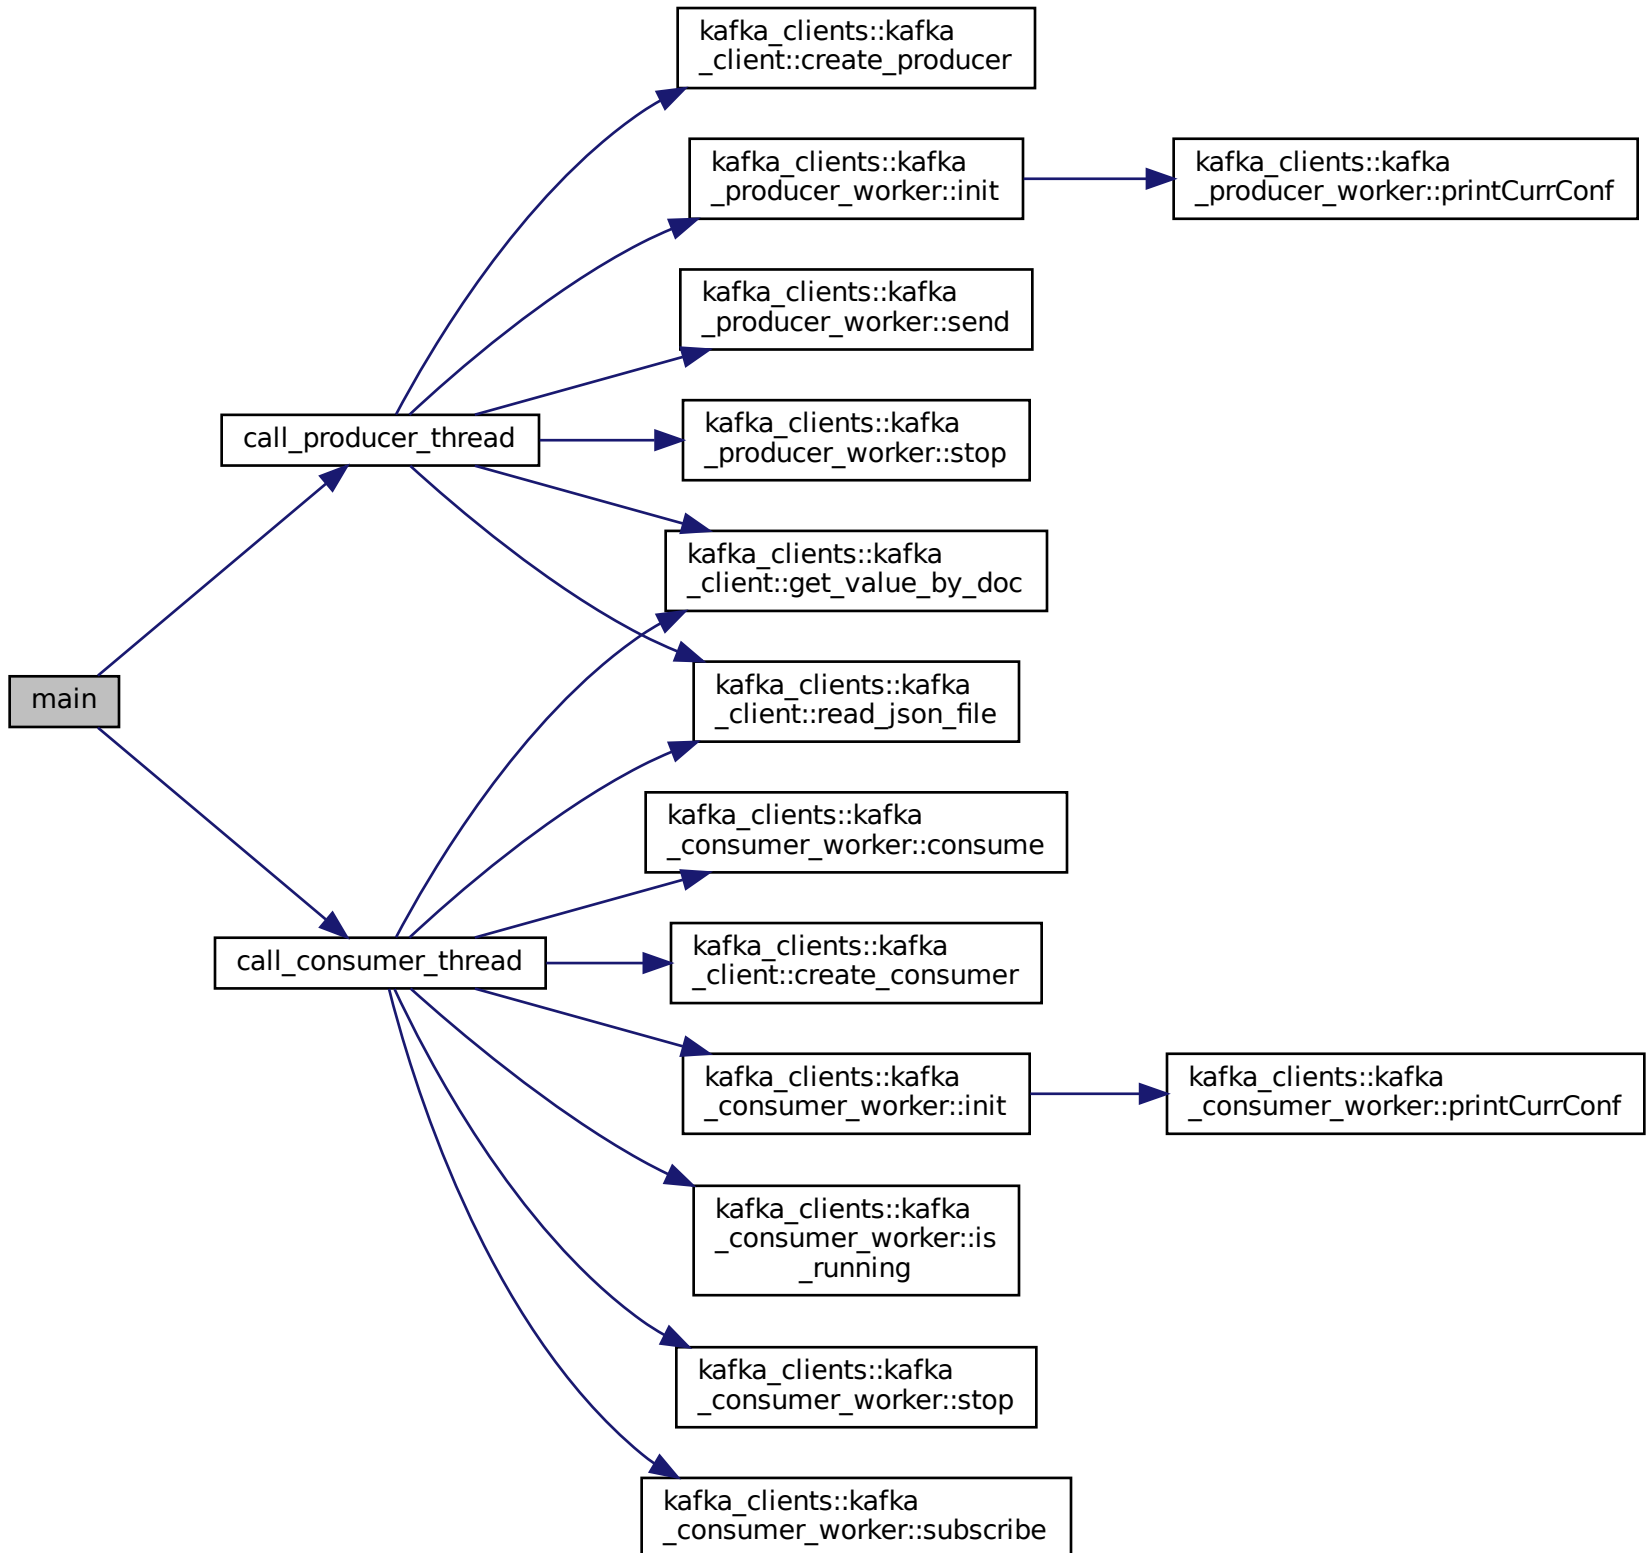 kafka_clients::kafka
_client::create_producer
kafka_clients::kafka
_producer_worker::init
kafka_clients::kafka
_producer_worker::printCurrConf
kafka_clients::kafka
_producer_worker::send
call_producer_thread
kafka_clients::kafka
_producer_worker::stop
kafka_clients::kafka
_client::get_value_by_doc
main
kafka_clients::kafka
_client::read_json_file
kafka_clients::kafka
_consumer_worker::consume
call_consumer_thread
kafka_clients::kafka
_client::create_consumer
kafka_clients::kafka
_consumer_worker::init
kafka_clients::kafka
_consumer_worker::printCurrConf
kafka_clients::kafka
_consumer_worker::is
_running
kafka_clients::kafka
_consumer_worker::stop
kafka_clients::kafka
_consumer_worker::subscribe